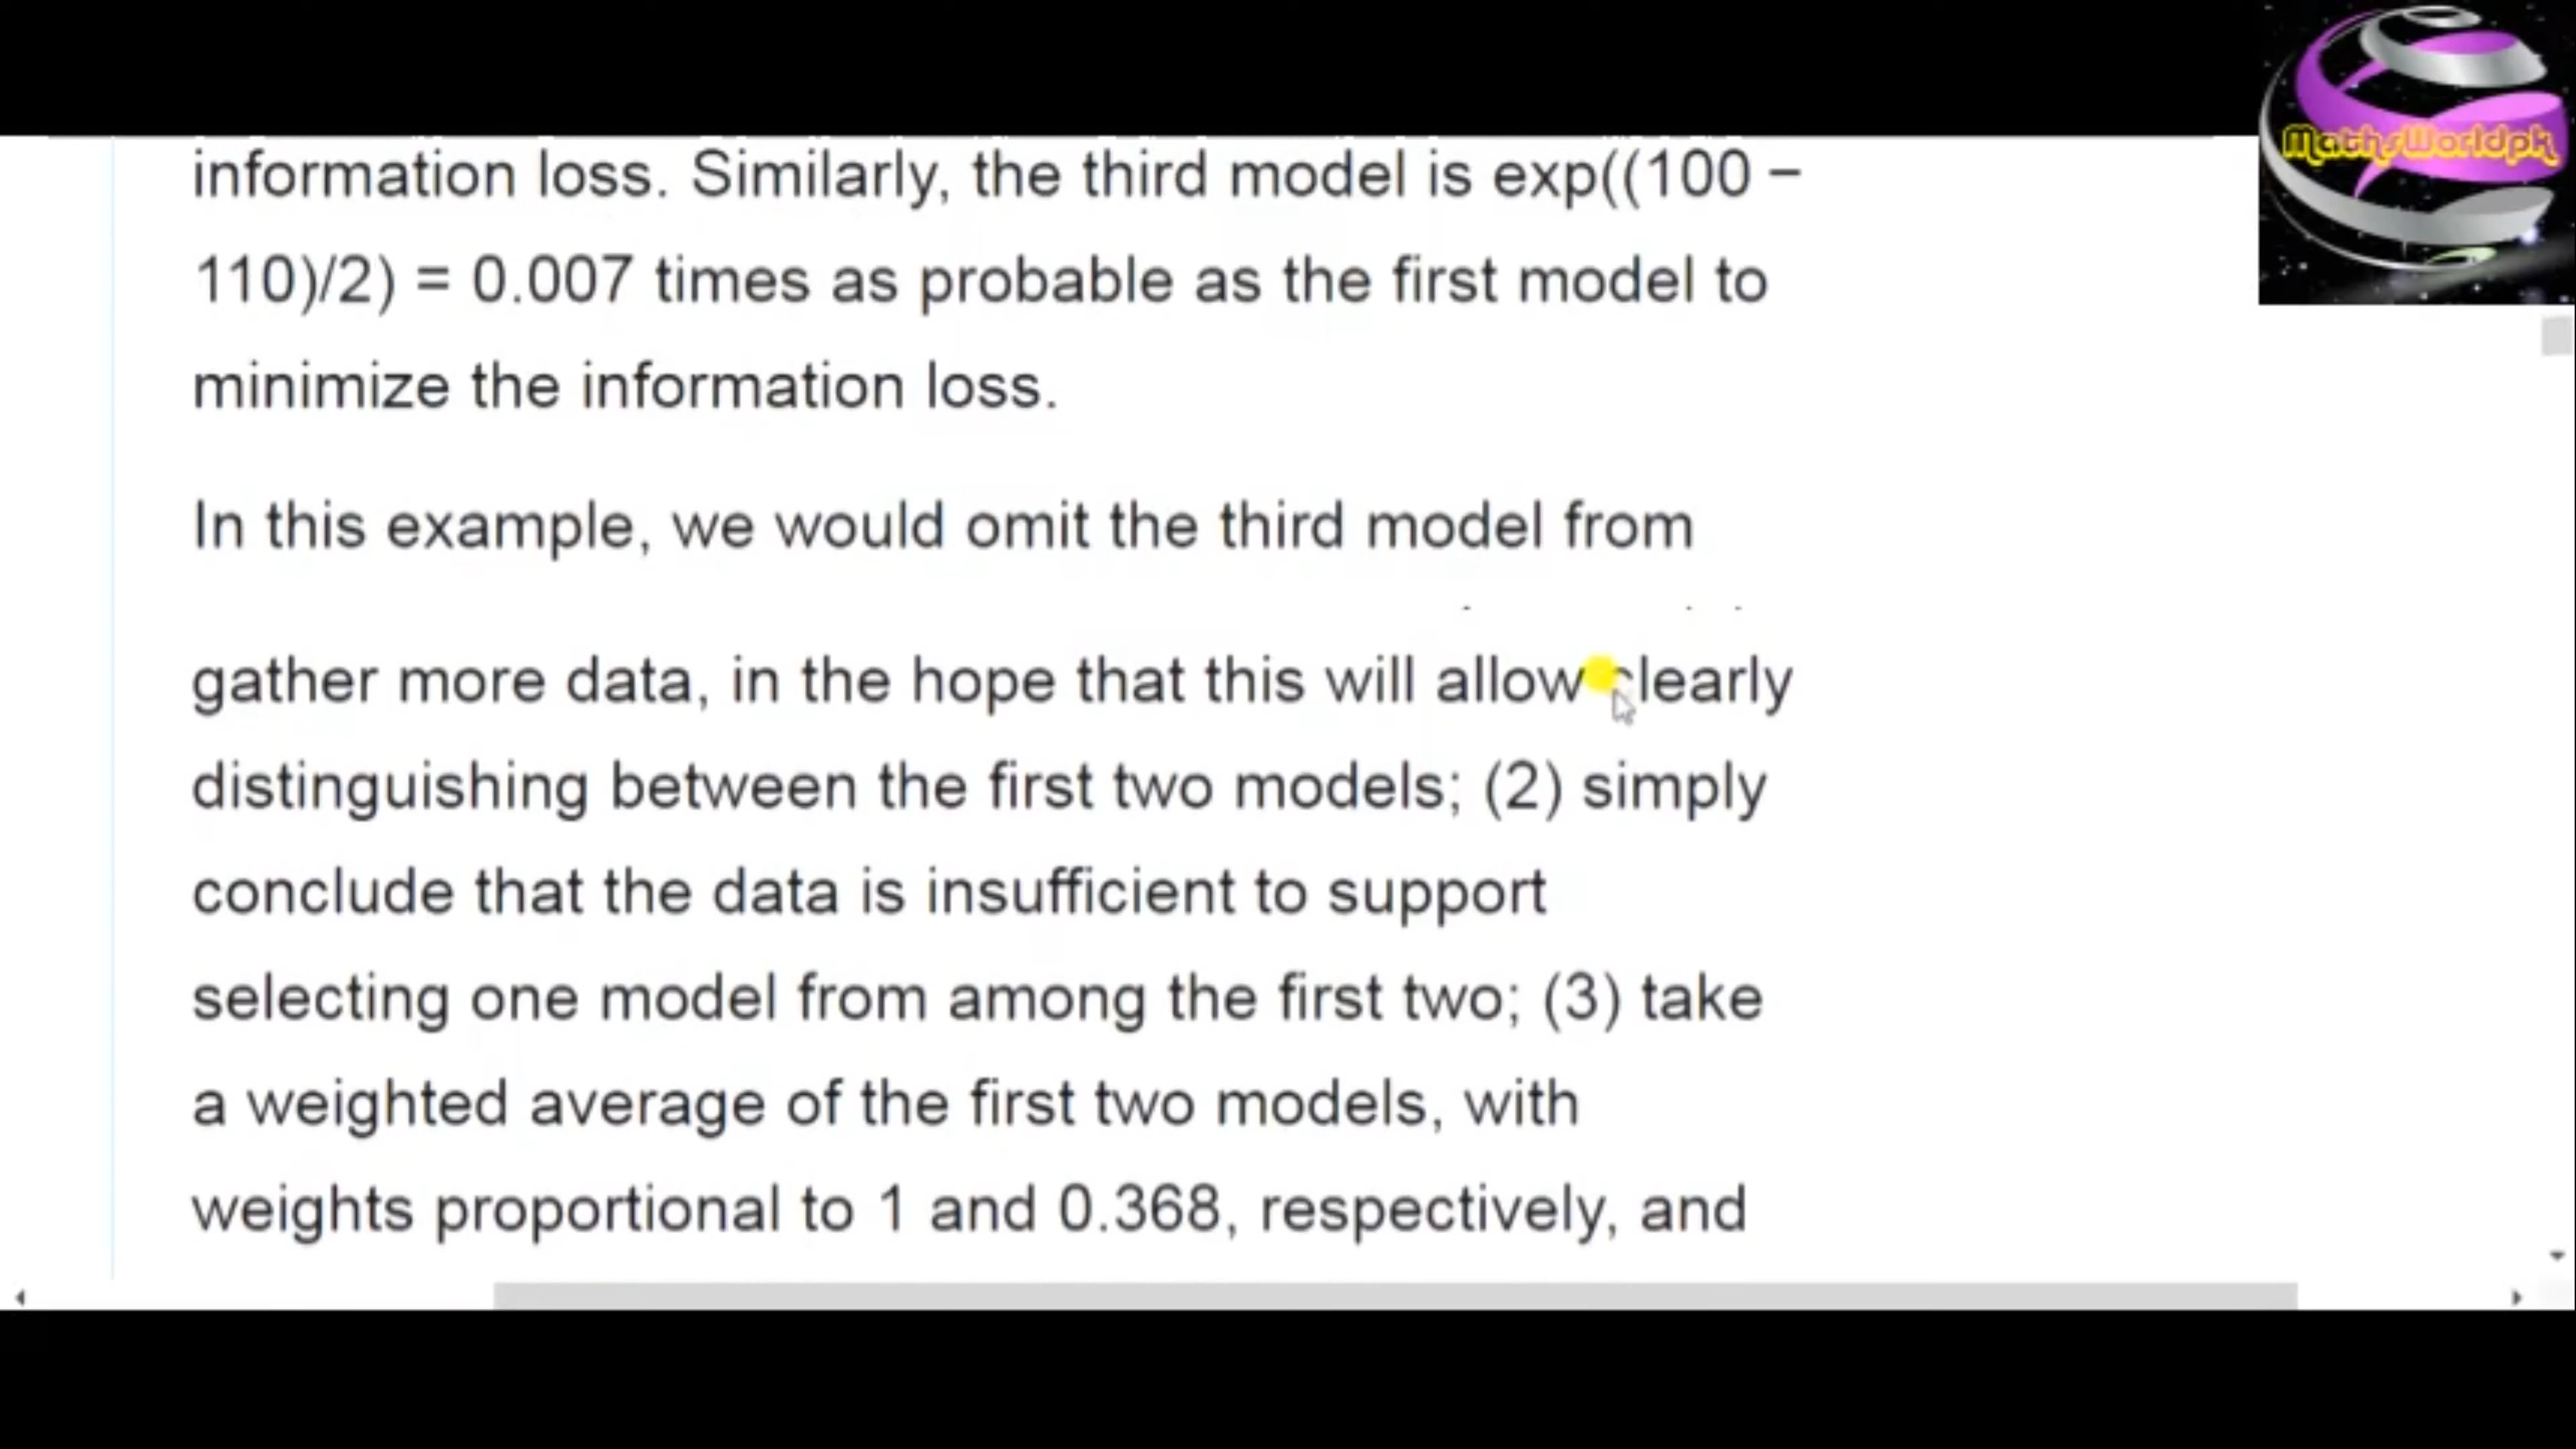 MathsWorldpk
information loss. Similarly, the third model is exp((100 −
110)/2) = 0.007 times as probable as the first model to
minimize the information loss.
In this example, we would omit the third model from
gather more data, in the hope that this will allow clearly
distinguishing between the first two models; (2) simply
conclude that the data is insufficient to support
selecting one model from among the first two; (3) take
a weighted average of the first two models, with
weights proportional to 1 and 0.368, respectively, and